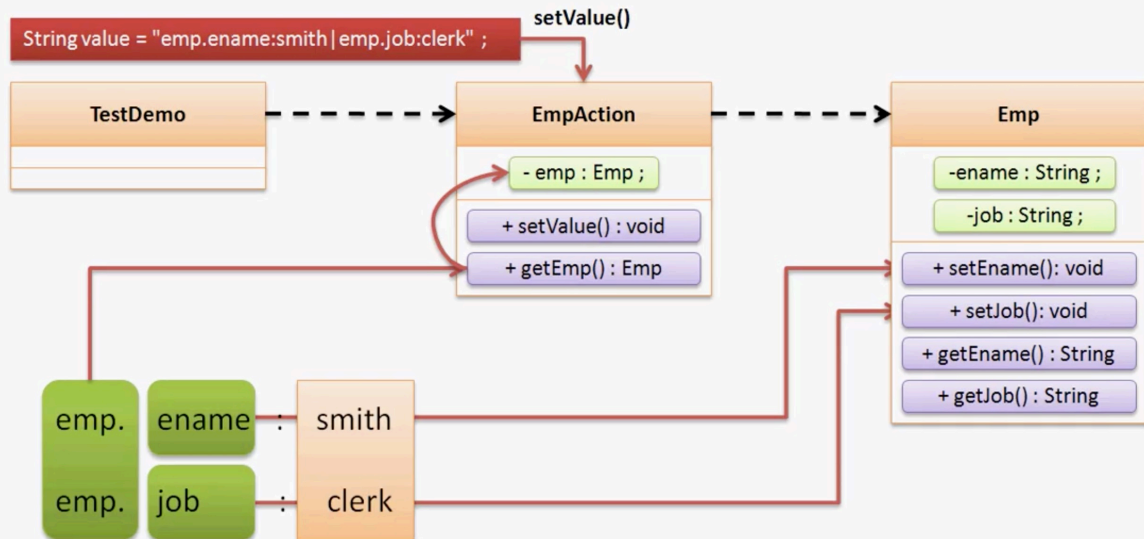 setValue()
String value = "emp.ename:smith|emp.job:clerk" ;
TestDemo
EmpAction
- emp : Emp ;
+ setValue() : void
+ getEmp() : Emp
Emp
-ename : String ;
-job : String ;
+ setEname(): void
+ setJob(): void
+ getEname() : String
+ getJob() : String
emp. ename : smith
emp. job : clerk